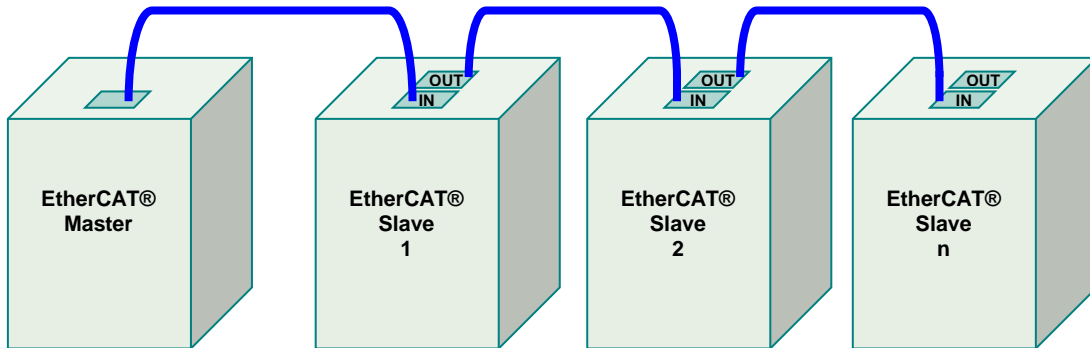 OUT
IN
OUT
IN
OUT
IN
EtherCAT®
Master
EtherCAT®
Slave
1
EtherCAT®
Slave
2
EtherCAT®
Slave
n